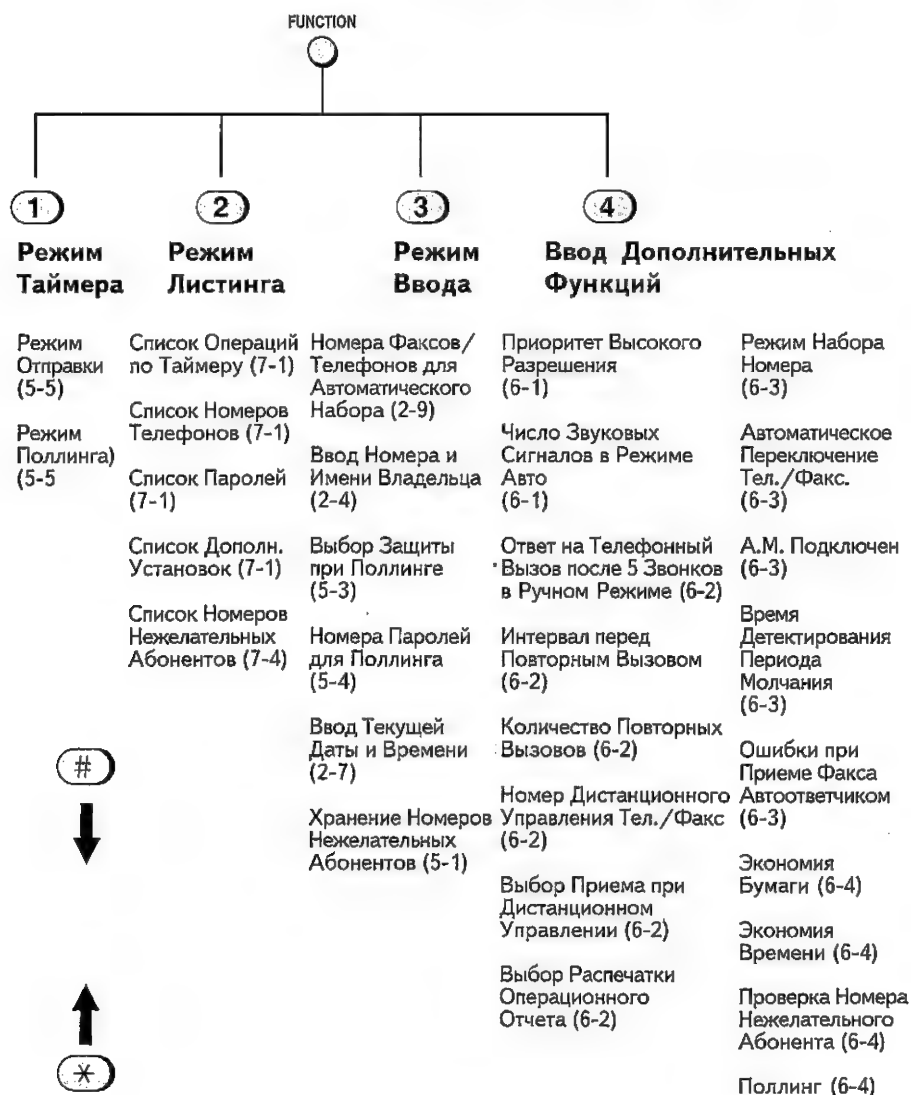 FUNCTION
1
2
3
4
Режим
Таймера
Режим
Листинга
Режим
Ввода
Ввод Дополнительных
Функций
Режим
Отправки
(5-5)
Режим
Поллинга)
(5-5
Список Операций
по Таймеру (7-1)
Список Номеров
Телефонов (7-1)
Список Паролей
(7-1)
Список Дополн.
Установок (7-1)
Список Номеров
Нежелательных
Абонентов (7-4)
Номера Факсов/
Телефонов для
Автоматического
Набора (2-9)
Ввод Номера и
Имени Владельца
(2-4)
Выбор Защиты
при Поллинге
(5-3)
Номера Паролей
для Поллинга
(5-4)
Ввод Текущей
Даты и Времени
(2-7)
Хранение Номеров
Нежелательных
Абонентов (5-1)
Приоритет Высокого
Разрешения
(6-1)
Число Звуковых
Сигналов в Режиме
Авто
(6-1)
Ответ на Телефонный
Вызов после 5 Звонков
в Ручном Режиме (6-2)
Интервал перед
Повторным Вызовом
(6-2)
Количество Повторных
Вызовов (6-2)
Номер Дистанционного
Управления Тел./Факс
(6-2)
Выбор Приема при
Дистанционном
Управлении (6-2)
Выбор Распечатки
Операционного
Отчета (6-2)
Режим Набора
Номера
(6-3)
Автоматическое
Переключение
Тел./Факс.
(6-3)
А.М. Подключен
(6-3)
Время
Детектирования
Периода
Молчания
(6-3)
Ошибки при
Приеме Факса
Автоответчиком
(6-3)
Экономия
Бумаги (6-4)
Экономия
Времени (6-4)
Проверка Номера
Нежелательного
Абонента (6-4)
Поллинг (6-4)
#
*